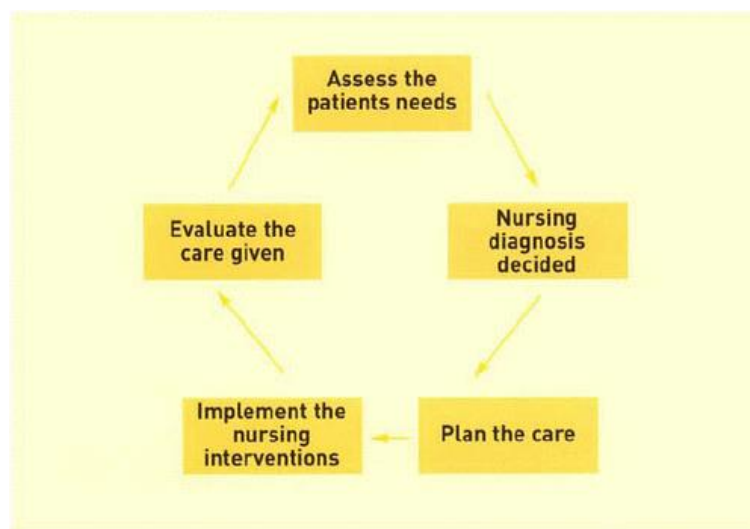 Assess the
patients needs
Nursing
diagnosis
decided
Plan the care
Implement the
nursing
interventions
Evaluate the
care given